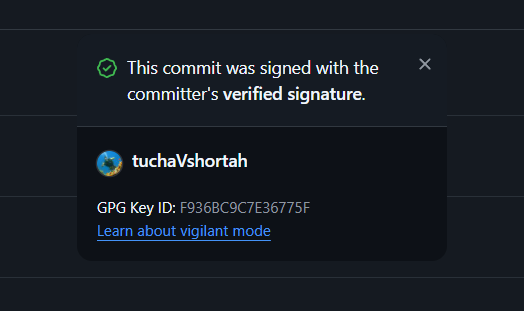 This commit was signed with the
committer's verified signature.
tuchaVshortah
GPG Key ID: F936BC9C7E36775F
Learn about vigilant mode